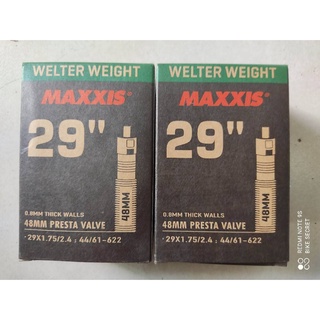 WELTER WEIGHT
MAXXIS®
29"
48MM
0.8MM THICK WALLS
48MM PRESTA VALVE
·29X1.75/2.4 ; 44/61-622
WELTER WEIGHT
MAXXIS®
29"
48MM
0.8MM THICK WALLS
48MM PRESTA VALVE
·29X1.75/2.4 ; 44/61-622
REDMI NOTE 9S
BIKE SECRET